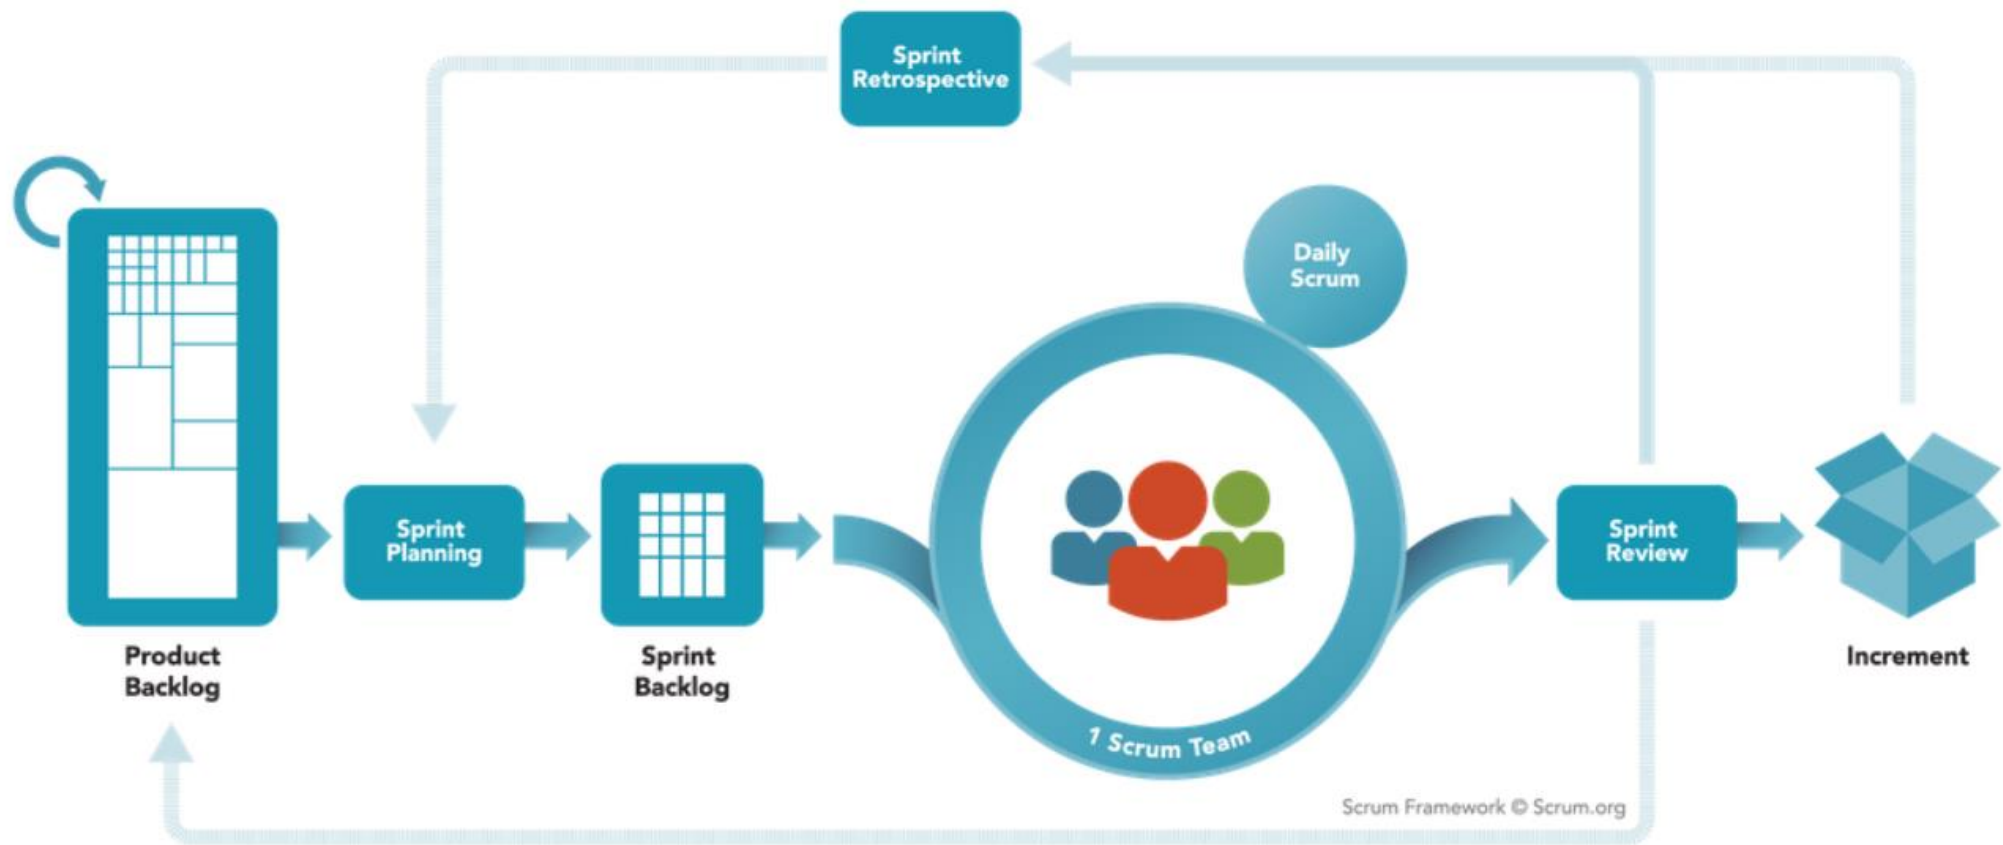 Sprint
Retrospective
Daily
Scrum
Sprint
Planning
Sprint
Review
Product
Backlog
Sprint
Backlog
Increment
1 Scrum Team
Scrum Framework © Scrum.org